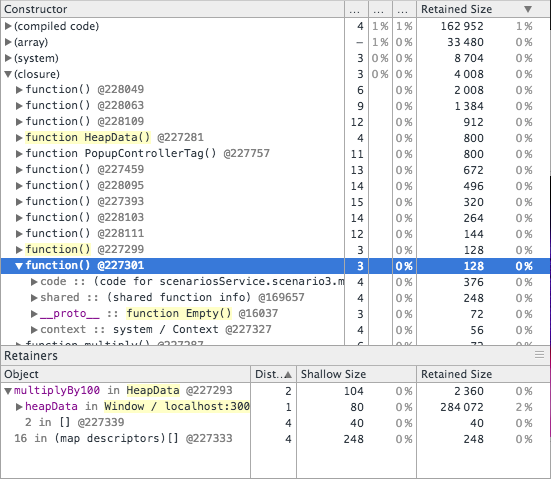 Constructor ... ... ... Retained Size ▼
▶(compiled code) 4 1% 1% 162 952 1%
▶(array) – 1% 0% 33 480 0%
▶(system) 3 0% 0% 8 704 0%
▼(closure) 3 0% 0% 4 008 0%
▶function() @228049 6 0% 2 008 0%
▶function() @228063 9 0% 1 384 0%
▶function() @228109 12 0% 912 0%
▶function HeapData() @227281 4 0% 800 0%
▶function PopupControllerTag() @227757 11 0% 800 0%
▶function() @227459 13 0% 672 0%
▶function() @228095 14 0% 496 0%
▶function() @227393 15 0% 320 0%
▶function() @228103 14 0% 264 0%
▶function() @228111 12 0% 144 0%
▶function() @227299 3 0% 128 0%
▼function() @227301 3 0% 128 0%
▶code :: (code for scenariosService.scenario3.m 4 0% 376 0%
▶shared :: (shared function info) @169657 4 0% 248 0%
▶__proto__ :: function Empty() @16037 3 0% 72 0%
▶context :: system / Context @227327 4 0% 56 0%
▶function multiply() @227287 3 0% 72 0%
Retainers
Object Dist...▲ Shallow Size Retained Size
▼multiplyBy100 in HeapData @227293 2 104 0% 2 360 0%
▶heapData in Window / localhost:300 1 80 0% 284 072 2%
2 in [] @227339 4 40 0% 40 0%
16 in (map descriptors)[] @227333 4 248 0% 248 0%